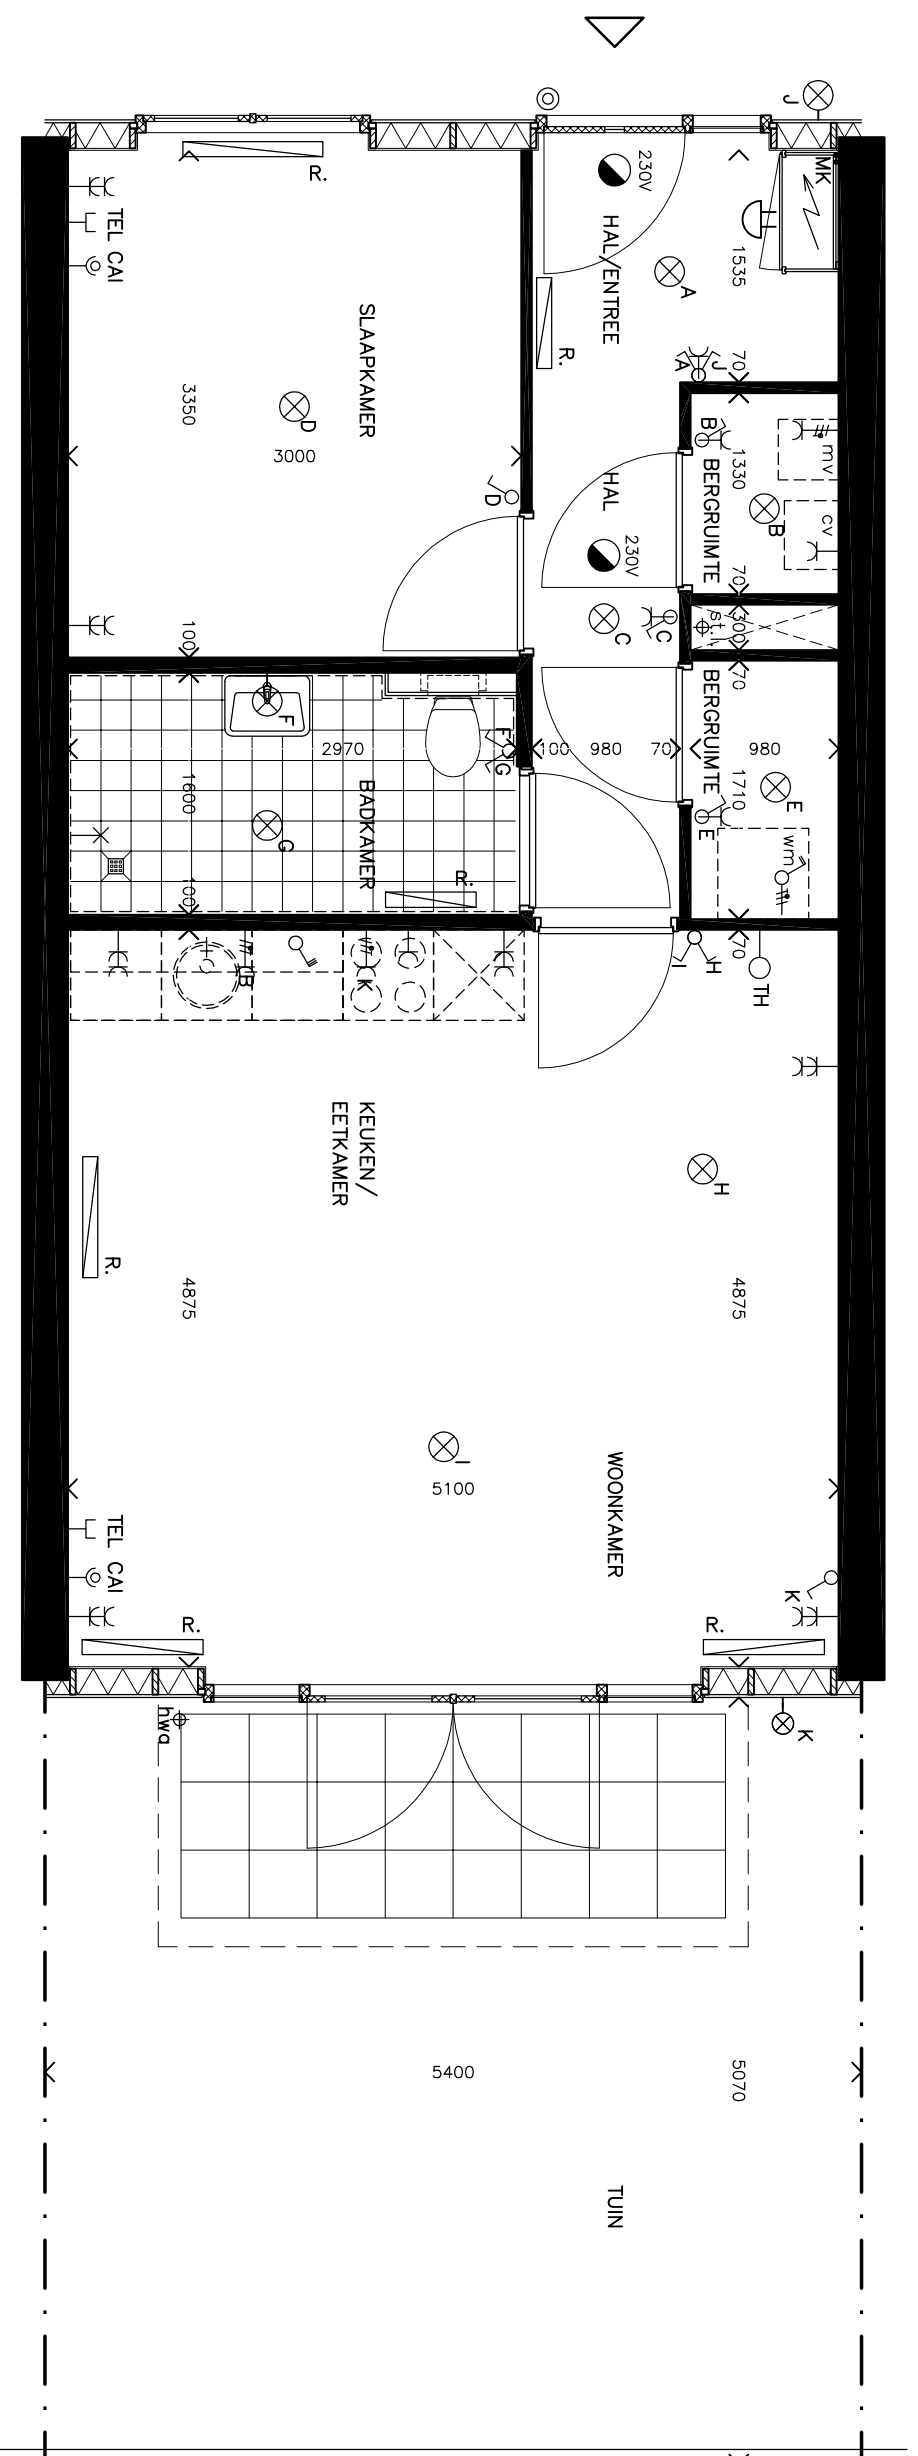 J
MK
230V
R.
TEL CAI
HAL/ENTREE
A
1535
SLAAPKAMER
R.
70
A
J
3350
D
3000
B
1330
mv
BERGRUIMTE
HAL
D
B
cv
230V
70
C
C
st.l.
300
100
70
BERGRUIMTE
F
F
G
2970
100
980
70
980
1600
BADKAMER
1710
E
G
E
wm
R.
100
70
I
H
TH
K
KEUKEN/
EETKAMER
H
R.
4875
4875
I
5100
WOONKAMER
TEL CAI
K
R.
R.
hwa
K
5400
5070
TUIN